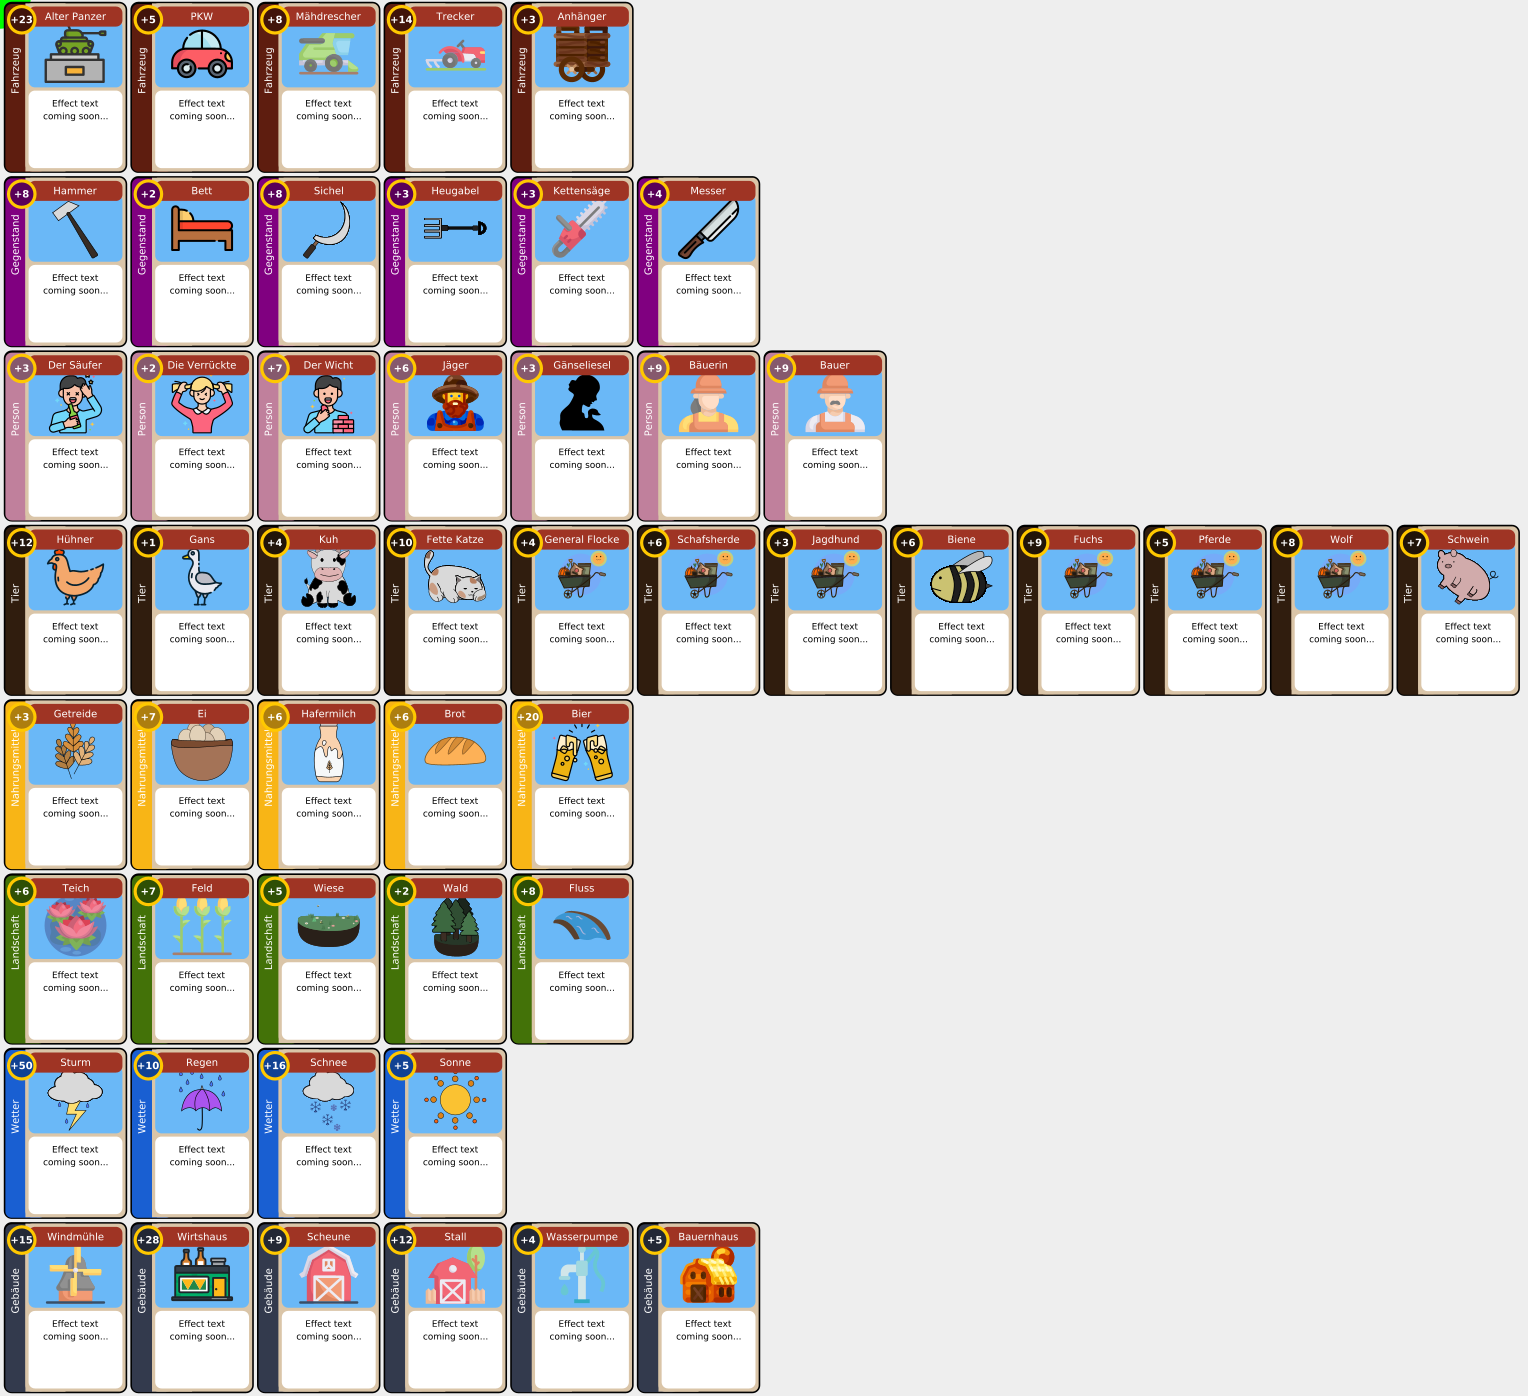 +23 Alter Panzer
Fahrzeug
Effect text
coming soon...
+5 PKW
Fahrzeug
Effect text
coming soon...
+8 Mähdrescher
Fahrzeug
Effect text
coming soon...
+14 Trecker
Fahrzeug
Effect text
coming soon...
+3 Anhänger
Fahrzeug
Effect text
coming soon...
+8 Hammer
Gegenstand
Effect text
coming soon...
+2 Bett
Gegenstand
Effect text
coming soon...
+8 Sichel
Gegenstand
Effect text
coming soon...
+3 Heugabel
Gegenstand
Effect text
coming soon...
+3 Kettensäge
Gegenstand
Effect text
coming soon...
+4 Messer
Gegenstand
Effect text
coming soon...
+3 Der Säufer
Person
Effect text
coming soon...
+2 Die Verrückte
Person
Effect text
coming soon...
+7 Der Wicht
Person
Effect text
coming soon...
+6 Jäger
Person
Effect text
coming soon...
+3 Gänseliesel
Person
Effect text
coming soon...
+9 Bäuerin
Person
Effect text
coming soon...
+9 Bauer
Person
Effect text
coming soon...
+12 Hühner
Tier
Effect text
coming soon...
+1 Gans
Tier
Effect text
coming soon...
+4 Kuh
Tier
Effect text
coming soon...
+10 Fette Katze
Tier
Effect text
coming soon...
+4 General Flocke
Tier
Effect text
coming soon...
+6 Schafsherde
Tier
Effect text
coming soon...
+3 Jagdhund
Tier
Effect text
coming soon...
+6 Biene
Tier
Effect text
coming soon...
+9 Fuchs
Tier
Effect text
coming soon...
+5 Pferde
Tier
Effect text
coming soon...
+8 Wolf
Tier
Effect text
coming soon...
+7 Schwein
Tier
Effect text
coming soon...
+3 Getreide
Nahrungsmittel
Effect text
coming soon...
+7 Ei
Nahrungsmittel
Effect text
coming soon...
+6 Hafermilch
Nahrungsmittel
Effect text
coming soon...
+6 Brot
Nahrungsmittel
Effect text
coming soon...
+20 Bier
Nahrungsmittel
Effect text
coming soon...
+6 Teich
Landschaft
Effect text
coming soon...
+7 Feld
Landschaft
Effect text
coming soon...
+5 Wiese
Landschaft
Effect text
coming soon...
+2 Wald
Landschaft
Effect text
coming soon...
+8 Fluss
Landschaft
Effect text
coming soon...
+50 Sturm
Wetter
Effect text
coming soon...
+10 Regen
Wetter
Effect text
coming soon...
+16 Schnee
Wetter
Effect text
coming soon...
+5 Sonne
Wetter
Effect text
coming soon...
+15 Windmühle
Gebäude
Effect text
coming soon...
+28 Wirtshaus
Gebäude
Effect text
coming soon...
+9 Scheune
Gebäude
Effect text
coming soon...
+12 Stall
Gebäude
Effect text
coming soon...
+4 Wasserpumpe
Gebäude
Effect text
coming soon...
+5 Bauernhaus
Gebäude
Effect text
coming soon...